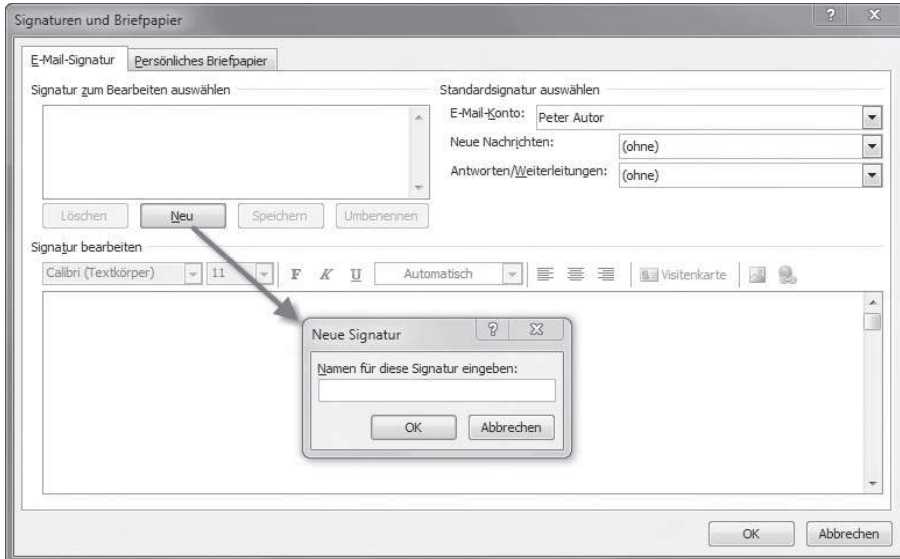 Signaturen und Briefpapier
E-Mail-Signatur
Persönliches Briefpapier
Signatur zum Bearbeiten auswählen
Standardsignatur auswählen
E-Mail-Konto: Peter Autor
Neue Nachrichten: (ohne)
Antworten/Weiterleitungen: (ohne)
Löschen Neu Speichern Umbenennen
Signatur bearbeiten
Calibri (Textkörper) 11 F K U Automatisch Visitenkarte
Neue Signatur
Namen für diese Signatur eingeben:
OK Abbrechen
OK Abbrechen